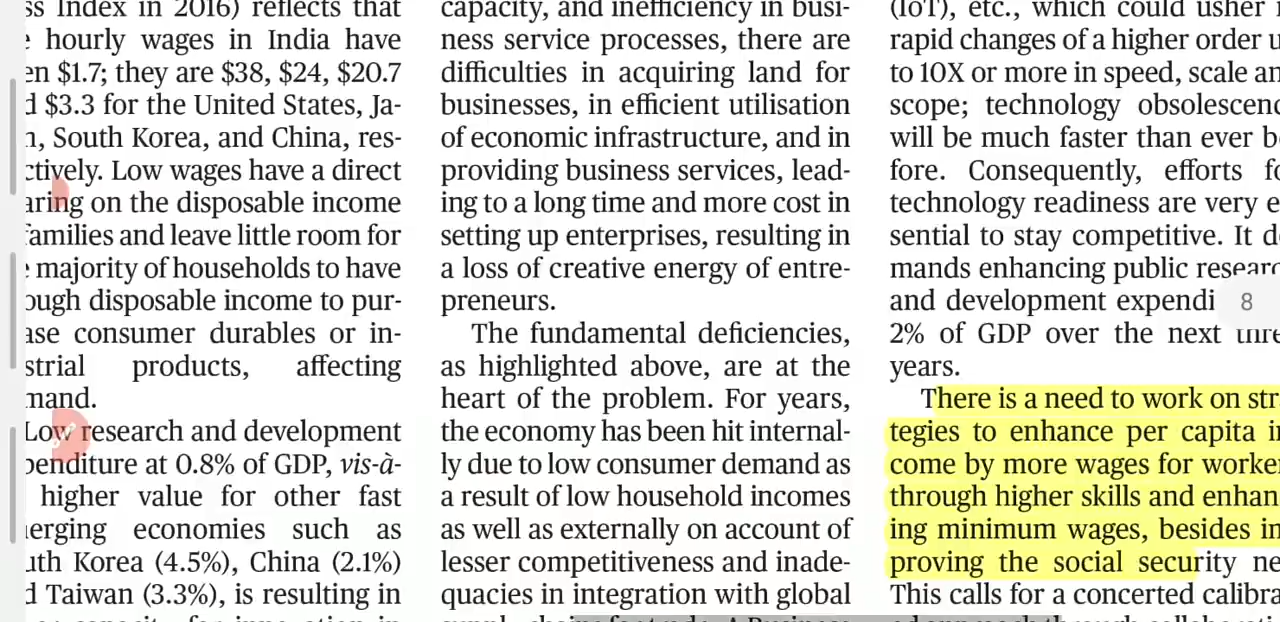 ss Index in 2016) reflects that
e hourly wages in India have
en $1.7; they are $38, $24, $20.7
d $3.3 for the United States, Ja-
n, South Korea, and China, res-
ctively. Low wages have a direct
aring on the disposable income
families and leave little room for
e majority of households to have
ough disposable income to pur-
ase consumer durables or in-
strial products, affecting
mand.
Low research and development
penditure at 0.8% of GDP, vis-à-
higher value for other fast
erging economies such as
uth Korea (4.5%), China (2.1%)
d Taiwan (3.3%), is resulting in
capacity, and inefficiency in busi-
ness service processes, there are
difficulties in acquiring land for
businesses, in efficient utilisation
of economic infrastructure, and in
providing business services, lead-
ing to a long time and more cost in
setting up enterprises, resulting in
a loss of creative energy of entre-
preneurs.
The fundamental deficiencies,
as highlighted above, are at the
heart of the problem. For years,
the economy has been hit internal-
ly due to low consumer demand as
a result of low household incomes
as well as externally on account of
lesser competitiveness and inade-
quacies in integration with global
(IoT), etc., which could usher
rapid changes of a higher order u
to 10X or more in speed, scale an
scope; technology obsolescenc
will be much faster than ever b
fore. Consequently, efforts fo
technology readiness are very e
sential to stay competitive. It de
mands enhancing public researc
and development expendi
2% of GDP over the next three
years.
There is a need to work on str
tegies to enhance per capita in
come by more wages for worker
through higher skills and enhan
ing minimum wages, besides im
proving the social security ne
This calls for a concerted calibra
8